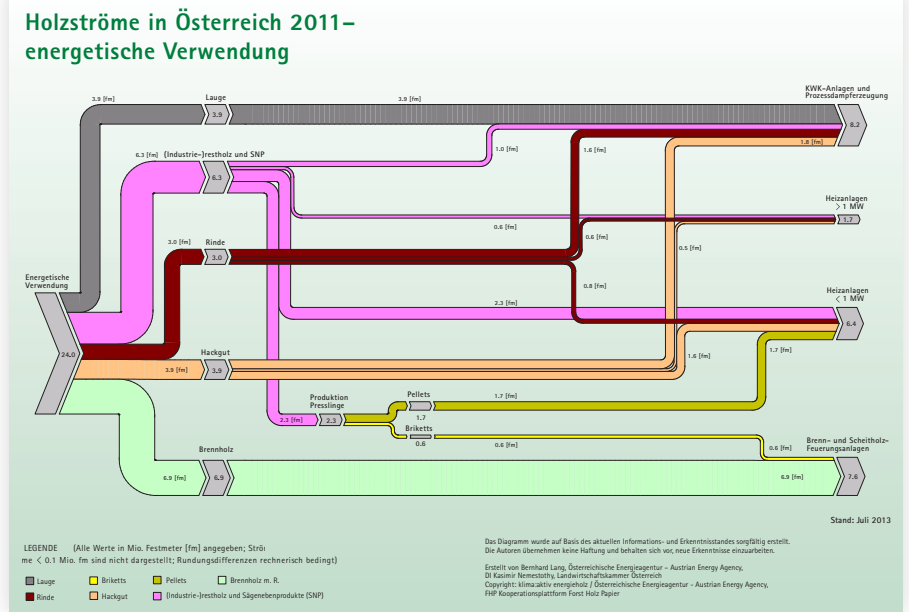 Holzströme in Österreich 2011–
energetische Verwendung
KWK-Anlagen und
Prozessdampferzeugung
3.9 [fm]
Lauge
3.9 [fm]
3.9
8.2
1.0 [fm]
1.6 [fm]
1.8 [fm]
6.3 [fm]
(Industrie-)restholz und SNP
6.3
Heizanlagen
> 1 MW
1.7
0.6 [fm]
3.0 [fm]
Rinde
3.0
0.6 [fm]
0.5 [fm]
Energetische
Verwendung
24.0
0.8 [fm]
2.3 [fm]
Heizanlagen
< 1 MW
6.4
Hackgut
3.9 [fm]
3.9
1.6 [fm]
1.7 [fm]
Produktion
Presslinge
2.3 [fm]
2.3
Pellets
1.7
1.7 [fm]
Briketts
0.6
0.6 [fm]
0.6 [fm]
Brennholz
6.9 [fm]
6.9
6.9 [fm]
Brenn- und Scheitholz-
Feuerungsanlagen
7.6
Stand: Juli 2013
LEGENDE (Alle Werte in Mio. Festmeter [fm] angegeben; Strö
me < 0.1 Mio. fm sind nicht dargestellt; Rundungsdifferenzen rechnerisch bedingt)
Lauge
Briketts
Pellets
Brennholz m. R.
Rinde
Hackgut
(Industrie-)restholz und Sägenebenprodukte (SNP)
Das Diagramm wurde auf Basis des aktuellen Informations- und Erkenntnisstandes sorgfältig erstellt.
Die Autoren übernehmen keine Haftung und behalten sich vor, neue Erkenntnisse einzuarbeiten.
Erstellt von Bernhard Lang, Österreichische Energieagentur – Austrian Energy Agency,
DI Kasimir Nemestothy, Landwirtschaftskammer Österreich
Copyright: klima:aktiv energieholz / Österreichische Energieagentur - Austrian Energy Agency,
FHP Kooperationsplattform Forst Holz Papier